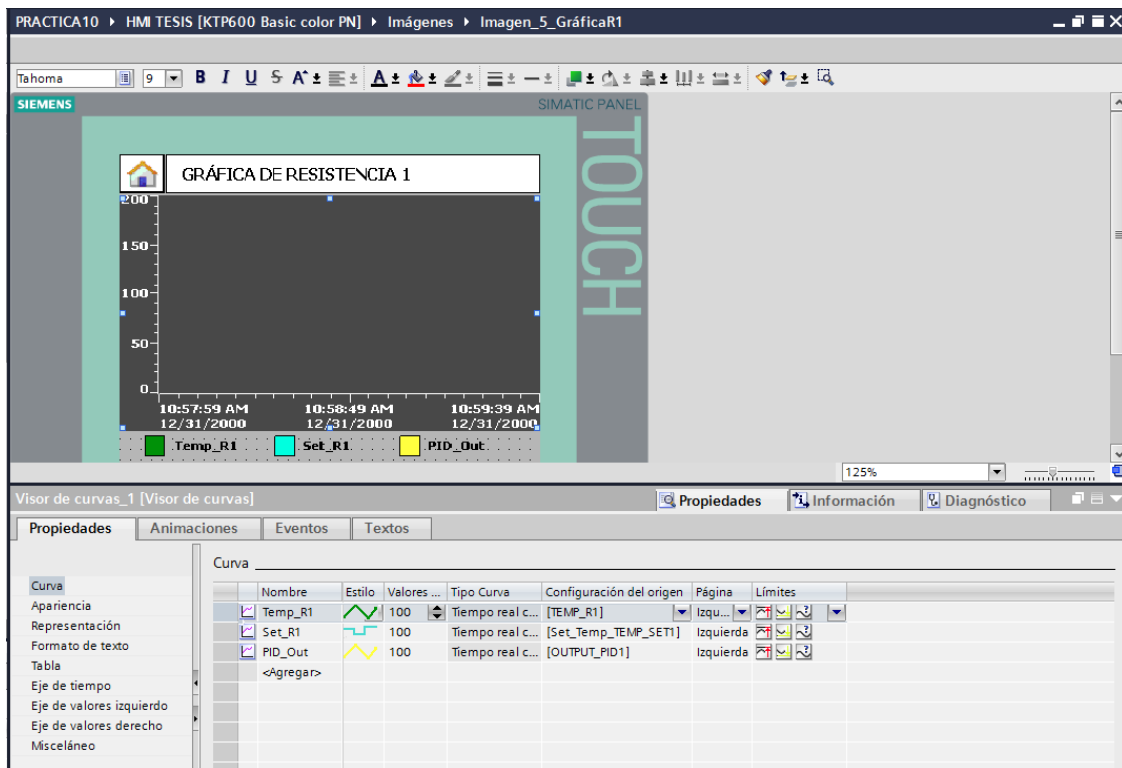 PRACTICA10 ▸ HMI TESIS [KTP600 Basic color PN] ▸ Imágenes ▸ Imagen_5_GráficaR1
Tahoma 9 B I U S A A
SIEMENS SIMATIC PANEL
TOUCH
GRÁFICA DE RESISTENCIA 1
200
150
100
50
0
10:57:59 AM 10:58:49 AM 10:59:39 AM
12/31/2000 12/31/2000 12/31/2000
Temp_R1 Set_R1 PID_Out
125%
Visor de curvas_1 [Visor de curvas] Propiedades Información Diagnóstico
Propiedades Animaciones Eventos Textos
Curva
Apariencia
Representación
Formato de texto
Tabla
Eje de tiempo
Eje de valores izquierdo
Eje de valores derecho
Misceláneo
Curva
Nombre Estilo Valores ... Tipo Curva Configuración del origen Página Límites
Temp_R1 100 Tiempo real c... [TEMP_R1] Izqu...
Set_R1 100 Tiempo real c... [Set_Temp_TEMP_SET1] Izquierda
PID_Out 100 Tiempo real c... [OUTPUT_PID1] Izquierda
<Agregar>